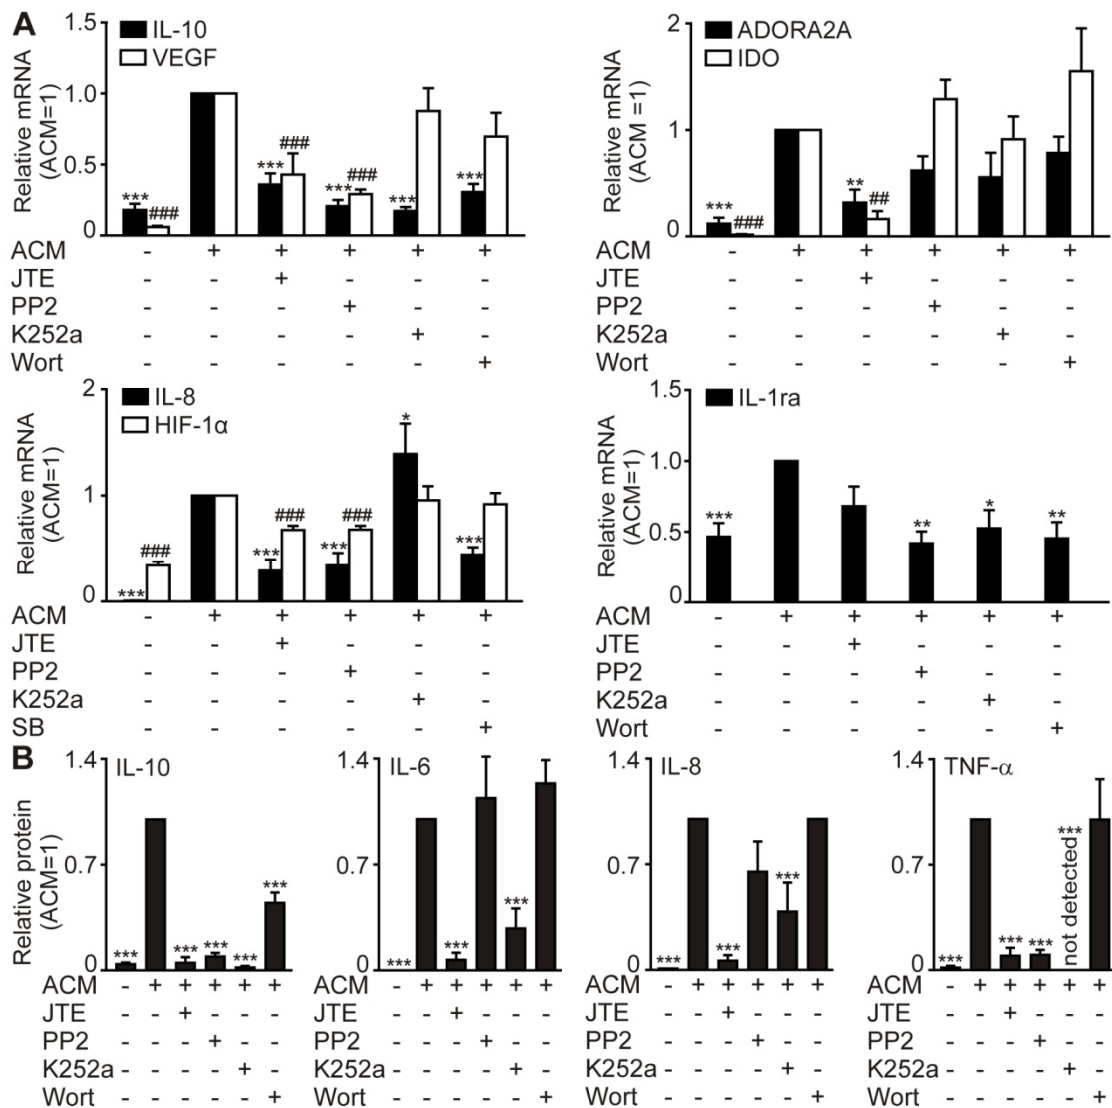 A
1.5
1.0
0.5
0
Relative mRNA
(ACM=1)
IL-10
VEGF
***
###
***
###
***
###
***
***
ACM - + + + + +
JTE - - + - - -
PP2 - - - + - -
K252a - - - - + -
Wort - - - - - +
2
1
0
Relative mRNA
(ACM =1)
ADORA2A
IDO
***
###
**
##
ACM - + + + + +
JTE - - + - - -
PP2 - - - + - -
K252a - - - - + -
Wort - - - - - +
2
1
0
Relative mRNA
(ACM=1)
IL-8
HIF-1α
***
###
***
###
***
###
*
***
ACM - + + + + +
JTE - - + - - -
PP2 - - - + - -
K252a - - - - + -
SB - - - - - +
1.5
1.0
0.5
0
Relative mRNA
(ACM=1)
IL-1ra
***
**
*
**
ACM - + + + + +
JTE - - + - - -
PP2 - - - + - -
K252a - - - - + -
Wort - - - - - +
B
1.4
0.7
0
Relative protein
(ACM=1)
IL-10
***
***
***
***
***
ACM - + + + + +
JTE - - + - - -
PP2 - - - + - -
K252a - - - - + -
Wort - - - - - +
1.4
0.7
0
IL-6
***
***
***
- + + + + +
- - + - - -
- - - + - -
- - - - + -
- - - - - +
1.4
0.7
0
IL-8
***
***
***
ACM - + + + + +
JTE - - + - - -
PP2 - - - + - -
K252a - - - - + -
Wort - - - - - +
1.4
0.7
0
TNF-α
***
***
***
not detected
***
ACM - + + + + +
JTE - - + - - -
PP2 - - - + - -
K252a - - - - + -
Wort - - - - - +